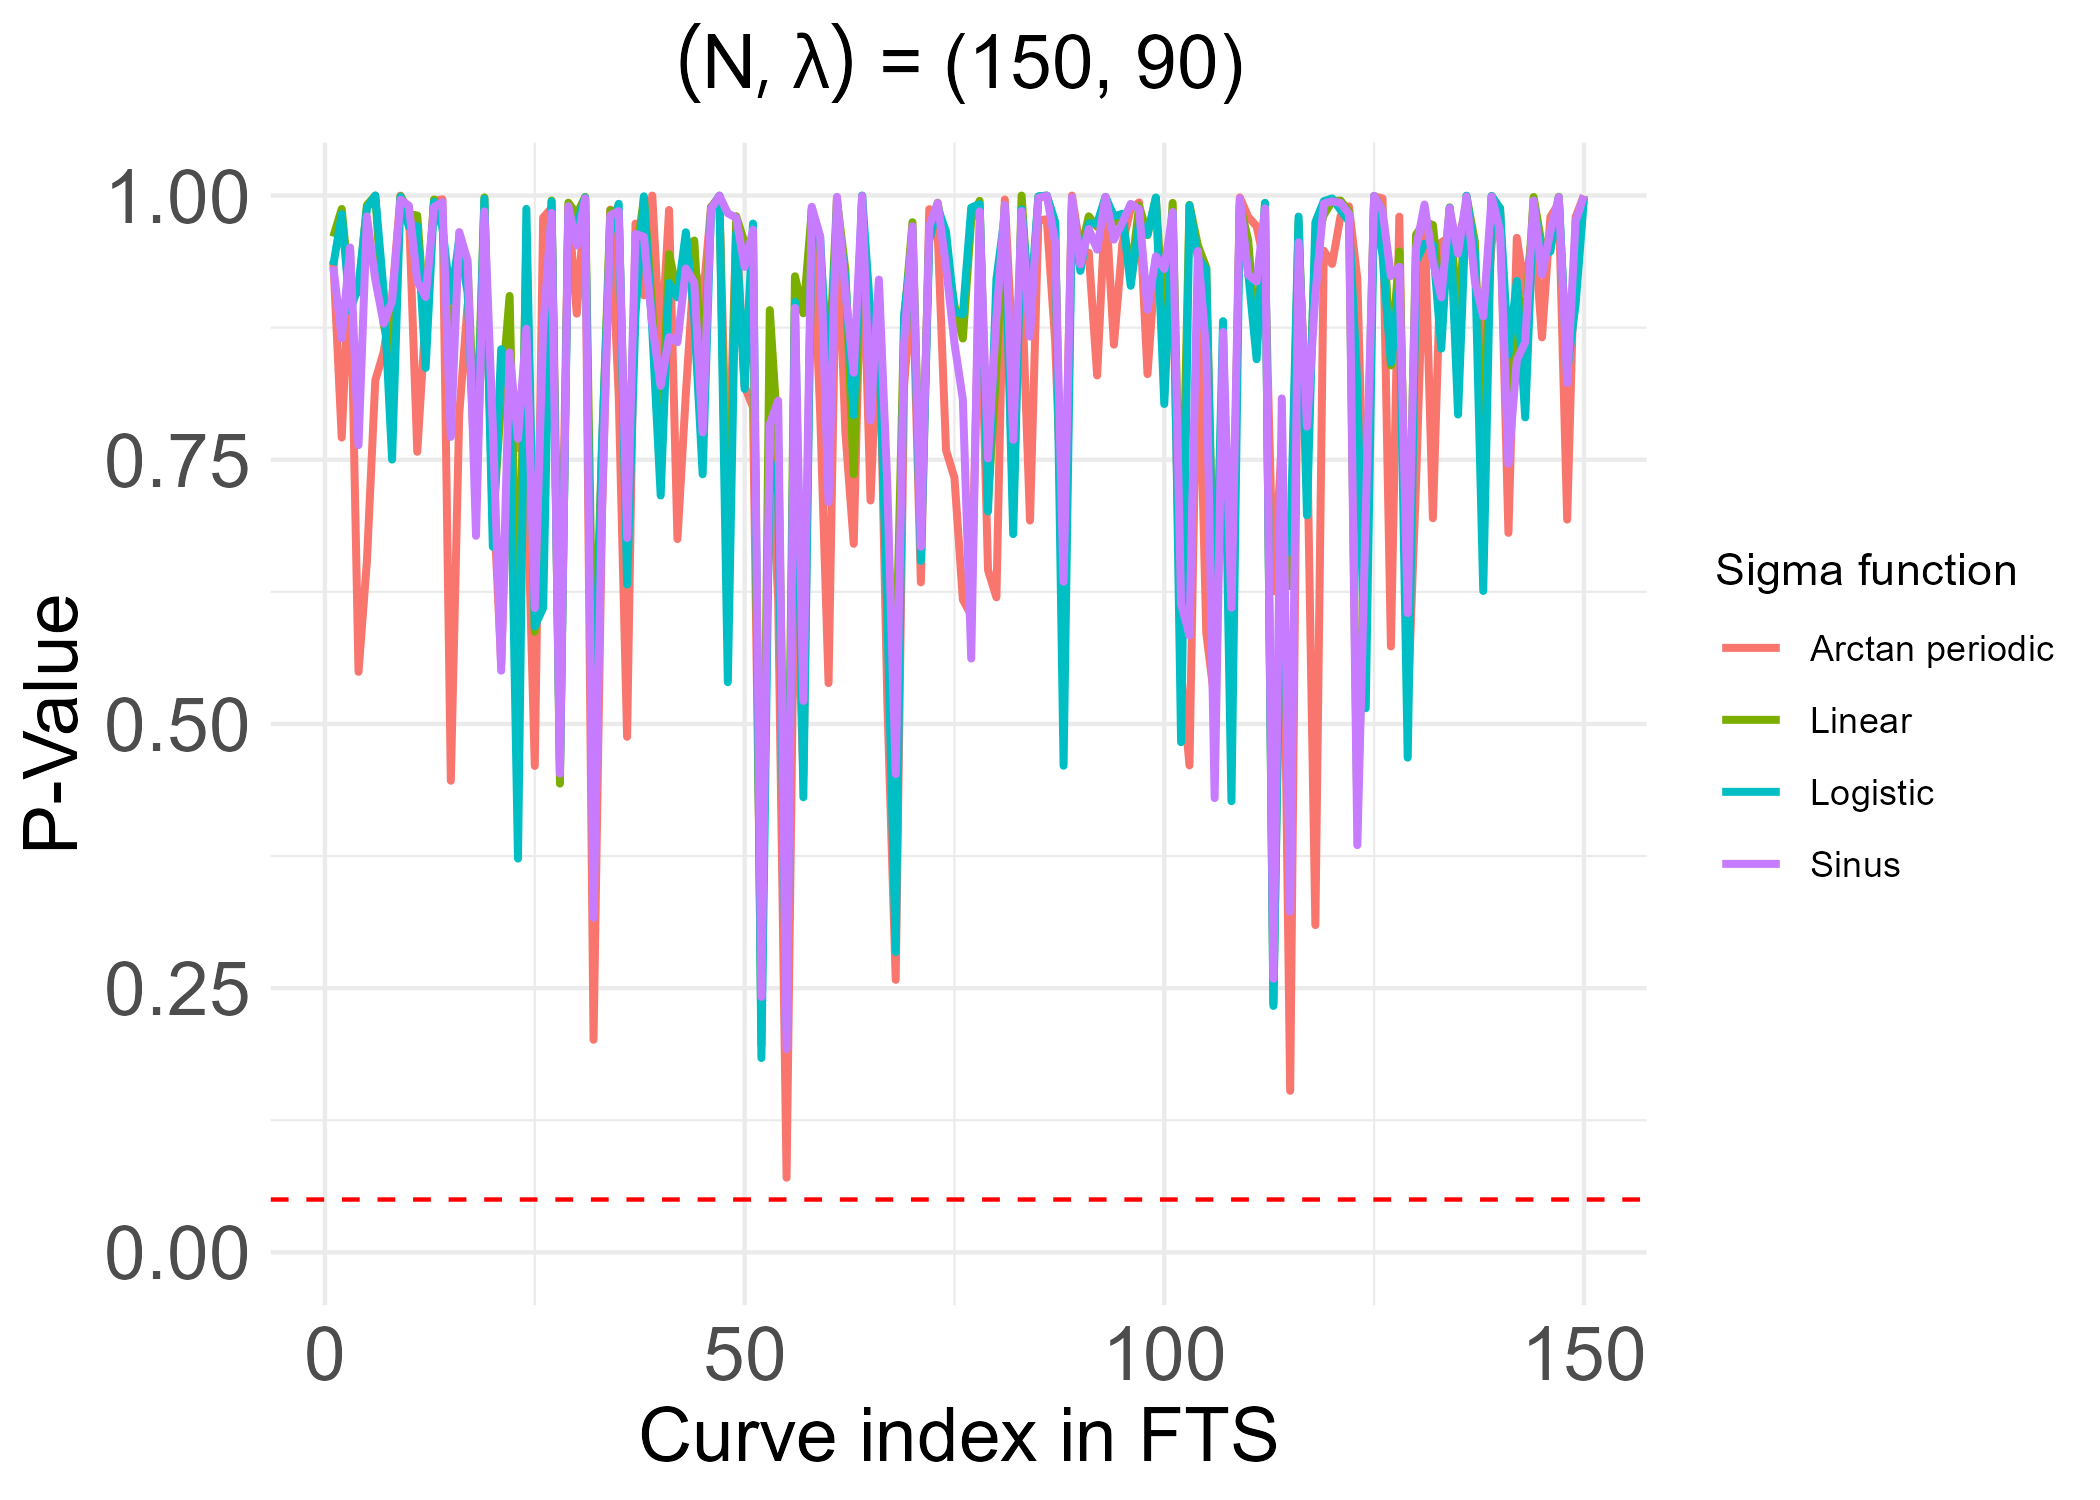 (N, λ) = (150, 90)
1.00
0.75
0.50
0.25
0.00
P-Value
0 50 100 150
Curve index in FTS
Sigma function
Arctan periodic
Linear
Logistic
Sinus